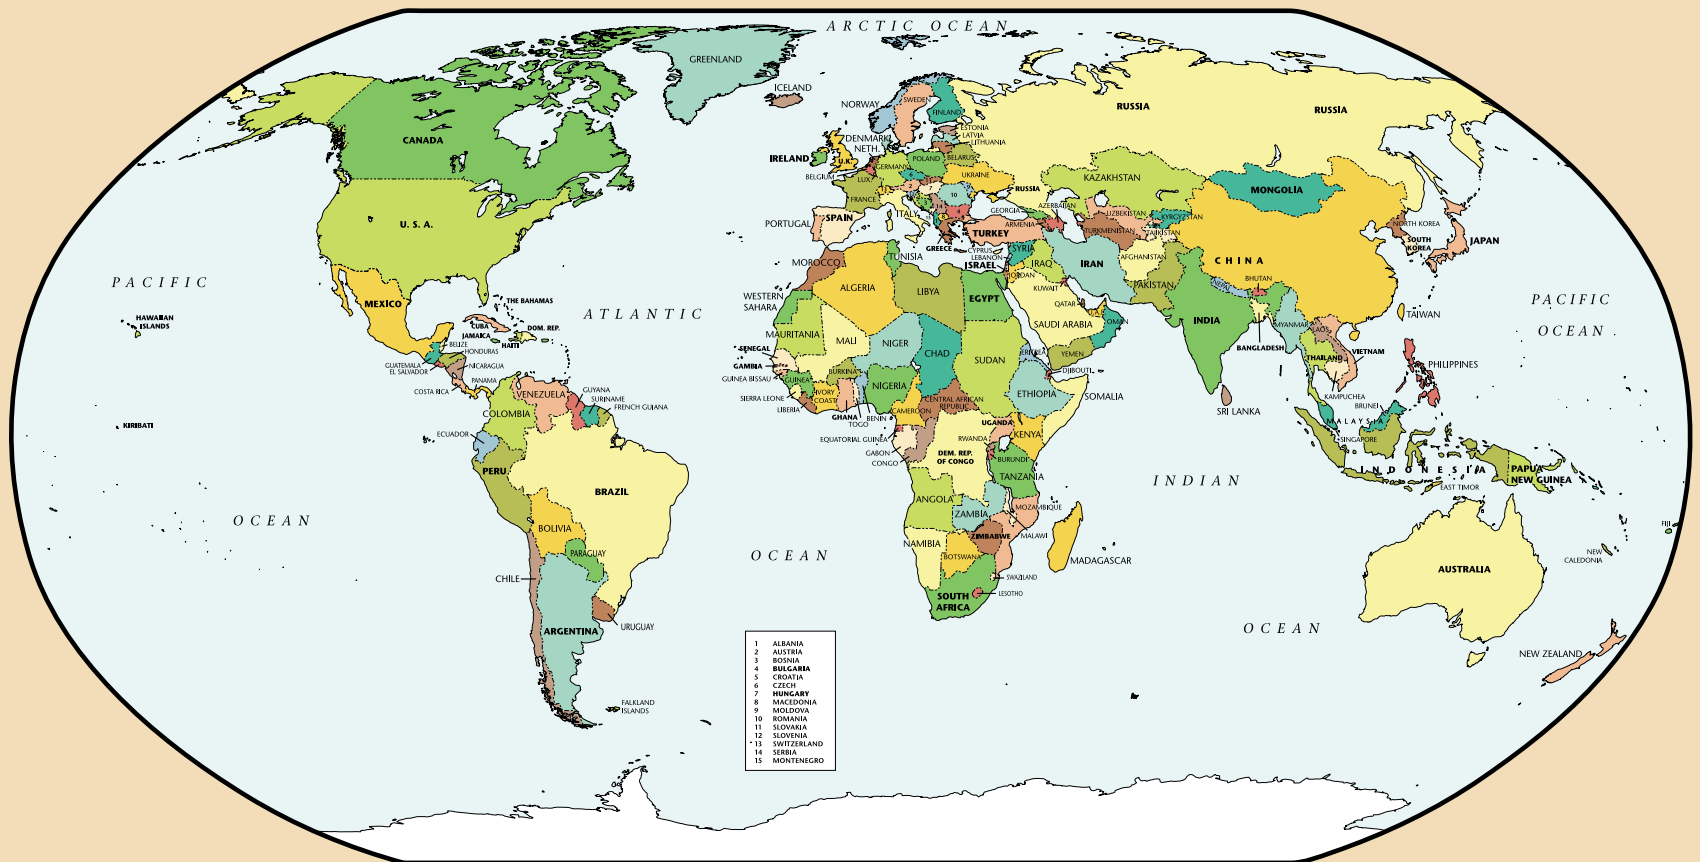 ARCTIC OCEAN
GREENLAND
ICELAND
NORWAY
SWEDEN
FINLAND
RUSSIA
RUSSIA
CANADA
DENMARK
NETH.
ESTONIA
LATVIA
LITHUANIA
IRELAND
U.K.
BELGIUM
LUX.
GERMANY
POLAND
BELARUS
UKRAINE
FRANCE
KAZAKHSTAN
MONGOLIA
RUSSIA
U. S. A.
PORTUGAL
SPAIN
ITALY
GREECE
TURKEY
GEORGIA
ARMENIA
AZERBAIJAN
UZBEKISTAN
TURKMENISTAN
KYRGYZSTAN
TAJIKISTAN
NORTH KOREA
SOUTH
KOREA
JAPAN
CYPRUS
LEBANON
ISRAEL
SYRIA
IRAQ
IRAN
JORDAN
KUWAIT
QATAR
U.A.E.
OMAN
AFGHANISTAN
PAKISTAN
CHINA
NEPAL
BHUTAN
INDIA
BANGLADESH
MYANMAR
LAOS
THAILAND
VIETNAM
KAMPUCHEA
TAIWAN
PHILIPPINES
BRUNEI
MALAYSIA
SINGAPORE
INDONESIA
EAST TIMOR
PAPUA
NEW GUINEA
SRI LANKA
PACIFIC
HAWAIIAN
ISLANDS
KIRIBATI
OCEAN
ATLANTIC
OCEAN
INDIAN
OCEAN
PACIFIC
OCEAN
MEXICO
THE BAHAMAS
CUBA
JAMAICA
HAITI
DOM. REP.
BELIZE
HONDURAS
GUATEMALA
EL SALVADOR
NICARAGUA
COSTA RICA
PANAMA
VENEZUELA
GUYANA
SURINAME
FRENCH GUIANA
COLOMBIA
ECUADOR
PERU
BRAZIL
BOLIVIA
PARAGUAY
CHILE
ARGENTINA
URUGUAY
FALKLAND
ISLANDS
MOROCCO
TUNISIA
ALGERIA
LIBYA
EGYPT
WESTERN
SAHARA
MAURITANIA
MALI
NIGER
CHAD
SUDAN
ERITREA
SAUDI ARABIA
YEMEN
DJIBOUTI
SENEGAL
GAMBIA
GUINEA BISSAU
GUINEA
SIERRA LEONE
LIBERIA
IVORY
COAST
BURKINA
GHANA
TOGO
BENIN
NIGERIA
CAMEROON
CENTRAL AFRICAN
REPUBLIC
ETHIOPIA
SOMALIA
EQUATORIAL GUINEA
GABON
CONGO
DEM. REP.
OF CONGO
UGANDA
KENYA
RWANDA
BURUNDI
TANZANIA
ANGOLA
ZAMBIA
MALAWI
MOZAMBIQUE
ZIMBABWE
NAMIBIA
BOTSWANA
SWAZILAND
LESOTHO
SOUTH
AFRICA
MADAGASCAR
AUSTRALIA
NEW
CALEDONIA
FIJI
NEW ZEALAND
1 ALBANIA
2 AUSTRIA
3 BOSNIA
4 BULGARIA
5 CROATIA
6 CZECH
7 HUNGARY
8 MACEDONIA
9 MOLDOVA
10 ROMANIA
11 SLOVAKIA
12 SLOVENIA
13 SWITZERLAND
14 SERBIA
15 MONTENEGRO